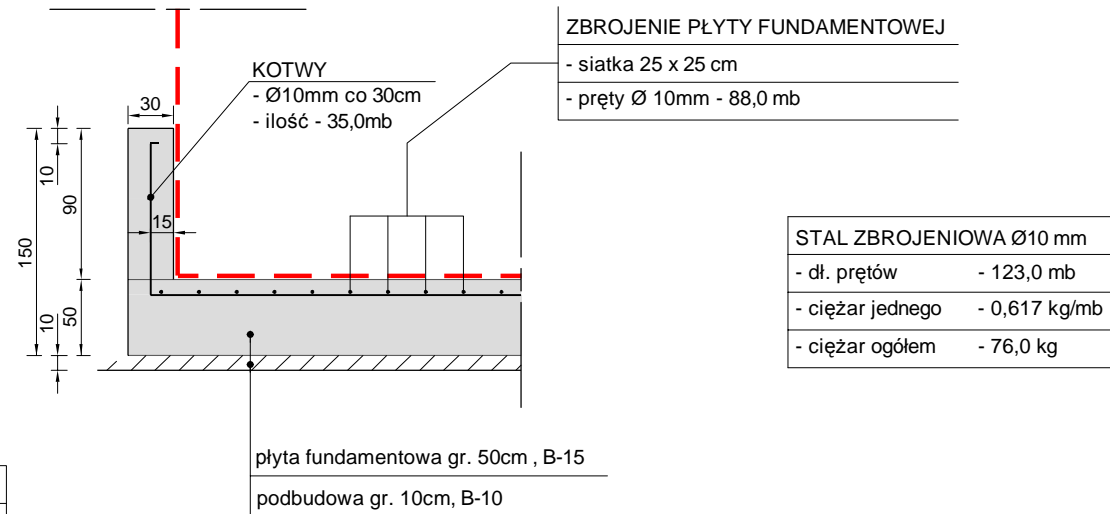 ZBROJENIE PŁYTY FUNDAMENTOWEJ
- siatka 25 x 25 cm
- pręty Ø 10mm - 88,0 mb
KOTWY
- Ø10mm co 30cm
- ilość - 35,0mb
30
10
90
15
150
10
50
STAL ZBROJENIOWA Ø10 mm
- dł. prętów - 123,0 mb
- ciężar jednego - 0,617 kg/mb
- ciężar ogółem - 76,0 kg
płyta fundamentowa gr. 50cm , B-15
podbudowa gr. 10cm, B-10